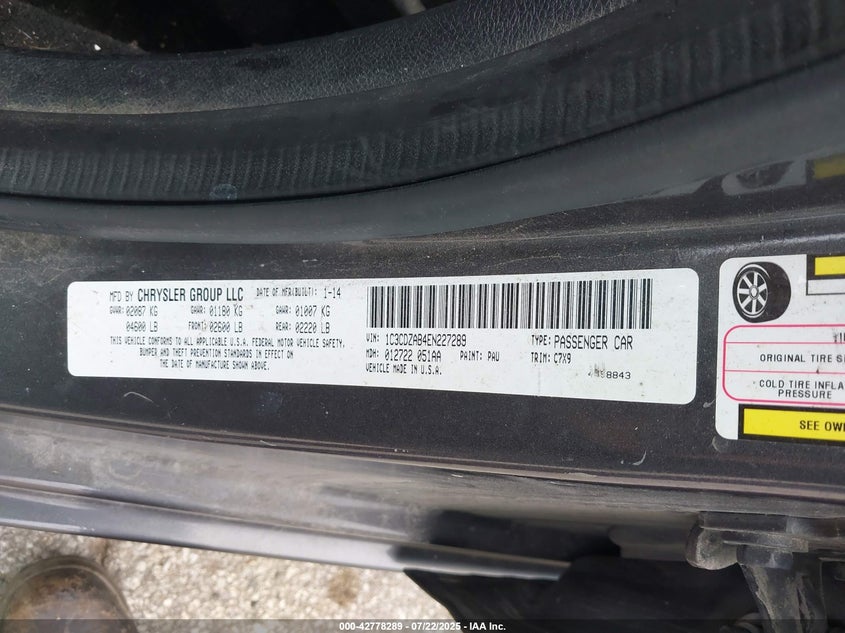 MFD BY CHRYSLER GROUP LLC DATE OF MFR(BUILT): 1-14
GVWR: 02087 KG GAWR: 01180 KG GAWR: 01007 KG
04600 LB FRONT: 02600 LB REAR: 02220 LB
THIS VEHICLE CONFORMS TO ALL APPLICABLE U.S.A. FEDERAL MOTOR VEHICLE SAFETY,
BUMPER AND THEFT PREVENTION STANDARDS IN EFFECT ON
THE DATE OF MANUFACTURE SHOWN ABOVE.
VIN: 1C3CDZAB4EN227289 TYPE: PASSENGER CAR
MDH: 012722 051AA PAINT: PAU TRIM: C7X9
VEHICLE MADE IN U.S.A.
ORIGINAL TIRE
COLD TIRE
PRESSURE
SEE
000-42778289 - 07/22/2025 - IAA Inc.